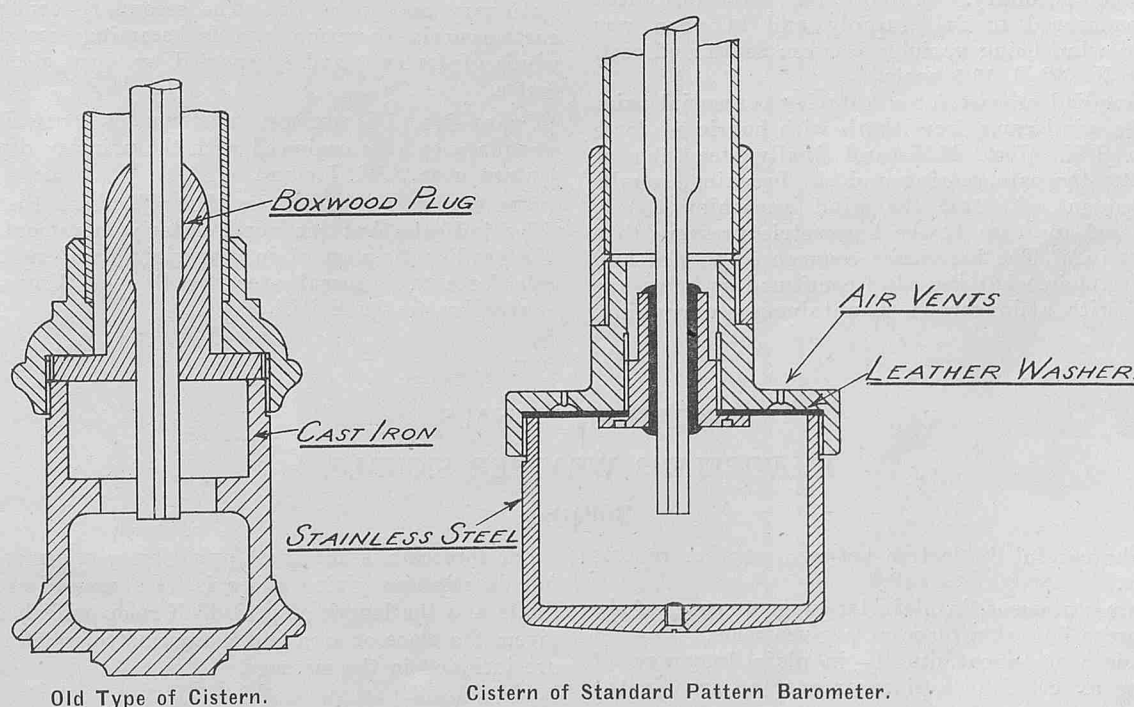 BOXWOOD PLUG
AIR VENTS
LEATHER WASHER
CAST IRON
STAINLESS STEEL
Old Type of Cistern.
Cistern of Standard Pattern Barometer.